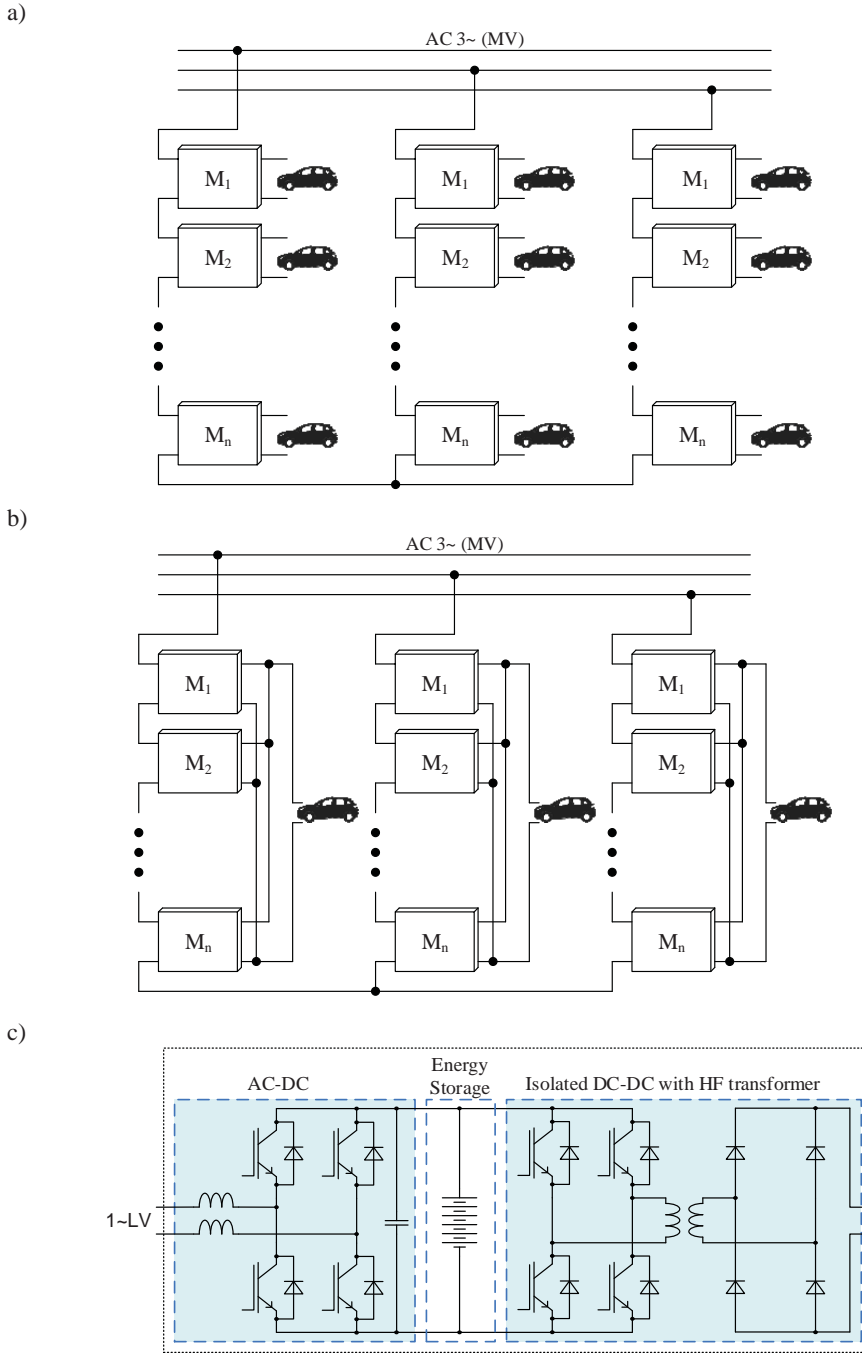 a)
AC 3~ (MV)
M₁ M₁ M₁
M₂ M₂ M₂
Mₙ Mₙ Mₙ
b)
AC 3~ (MV)
M₁ M₁ M₁
M₂ M₂ M₂
Mₙ Mₙ Mₙ
c)
AC-DC
Energy
Storage
Isolated DC-DC with HF transformer
1~LV